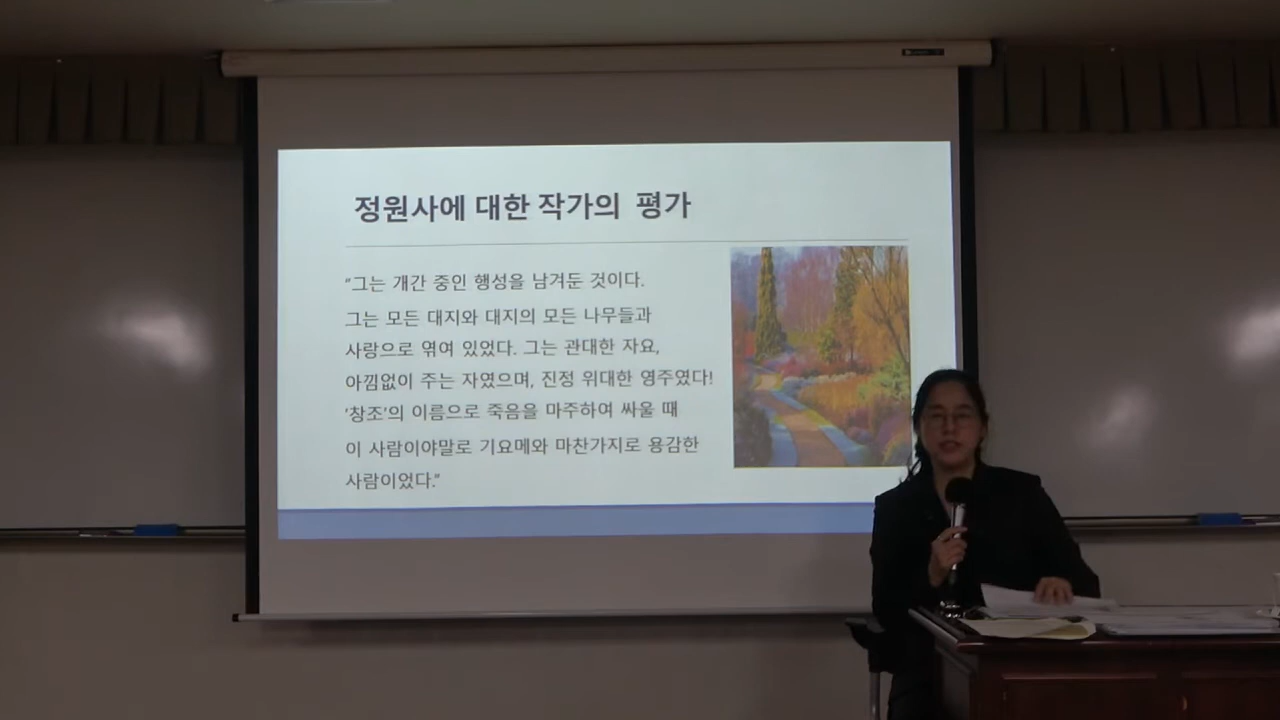 정원사에 대한 작가의 평가
"그는 개간 중인 행성을 남겨둔 것이다.
그는 모든 대지와 대지의 모든 나무들과
사랑으로 엮여 있었다. 그는 관대한 자요,
아낌없이 주는 자였으며, 진정 위대한 영주였다!
'창조'의 이름으로 죽음을 마주하여 싸울 때
이 사람이야말로 기요메와 마찬가지로 용감한
사람이었다."